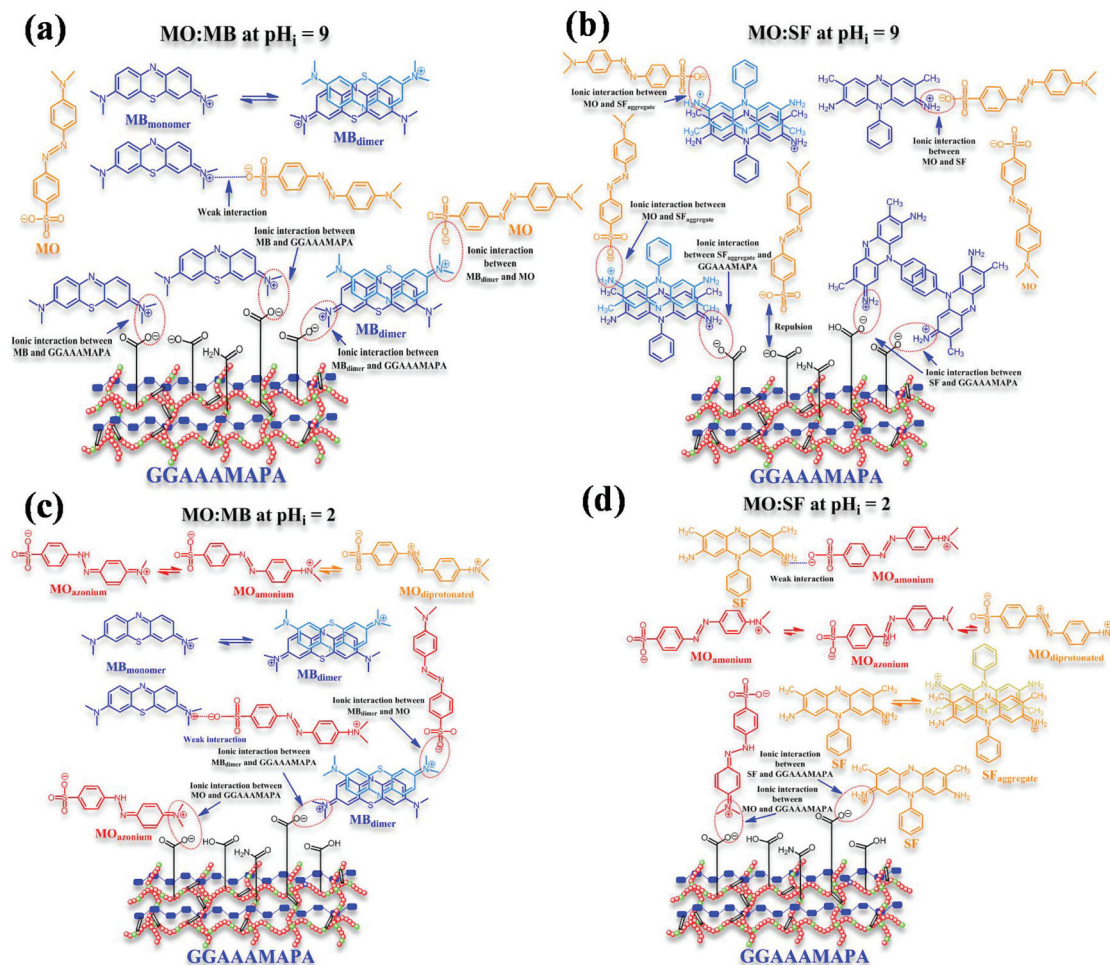 (a)
MO:MB at pHi = 9
MBmonomer
MBdimer
Weak interaction
MO
MO
Ionic interaction between
MB and GGAAAMAPA
Ionic interaction
between
MBdimer and MO
MBdimer
Ionic interaction between
MB and GGAAAMAPA
Ionic interaction between
MBdimer and GGAAAMAPA
GGAAAMAPA
(b)
MO:SF at pHi = 9
Ionic interaction between
MO and SFaggregate
Ionic
interaction
between
MO and SF
Ionic interaction between
MO and SFaggregate
Ionic interaction
between SFaggregate and
GGAAAMAPA
MO
Repulsion
Ionic interaction between
SF and GGAAAMAPA
GGAAAMAPA
(c)
MO:MB at pHi = 2
MOazonium
MOamonium
MOdiprotonated
MBmonomer
MBdimer
Weak interaction
Ionic interaction between
MBdimer and MO
Ionic interaction between
MBdimer and GGAAAMAPA
Ionic interaction between
MO and GGAAAMAPA
MOazonium
MBdimer
GGAAAMAPA
(d)
MO:SF at pHi = 2
Weak interaction
MOamonium
SF
MOamonium
MOazonium
MOdiprotonated
SF
SFaggregate
Ionic interaction
between
SF and GGAAAMAPA
Ionic interaction
between
MO and GGAAAMAPA
SF
GGAAAMAPA